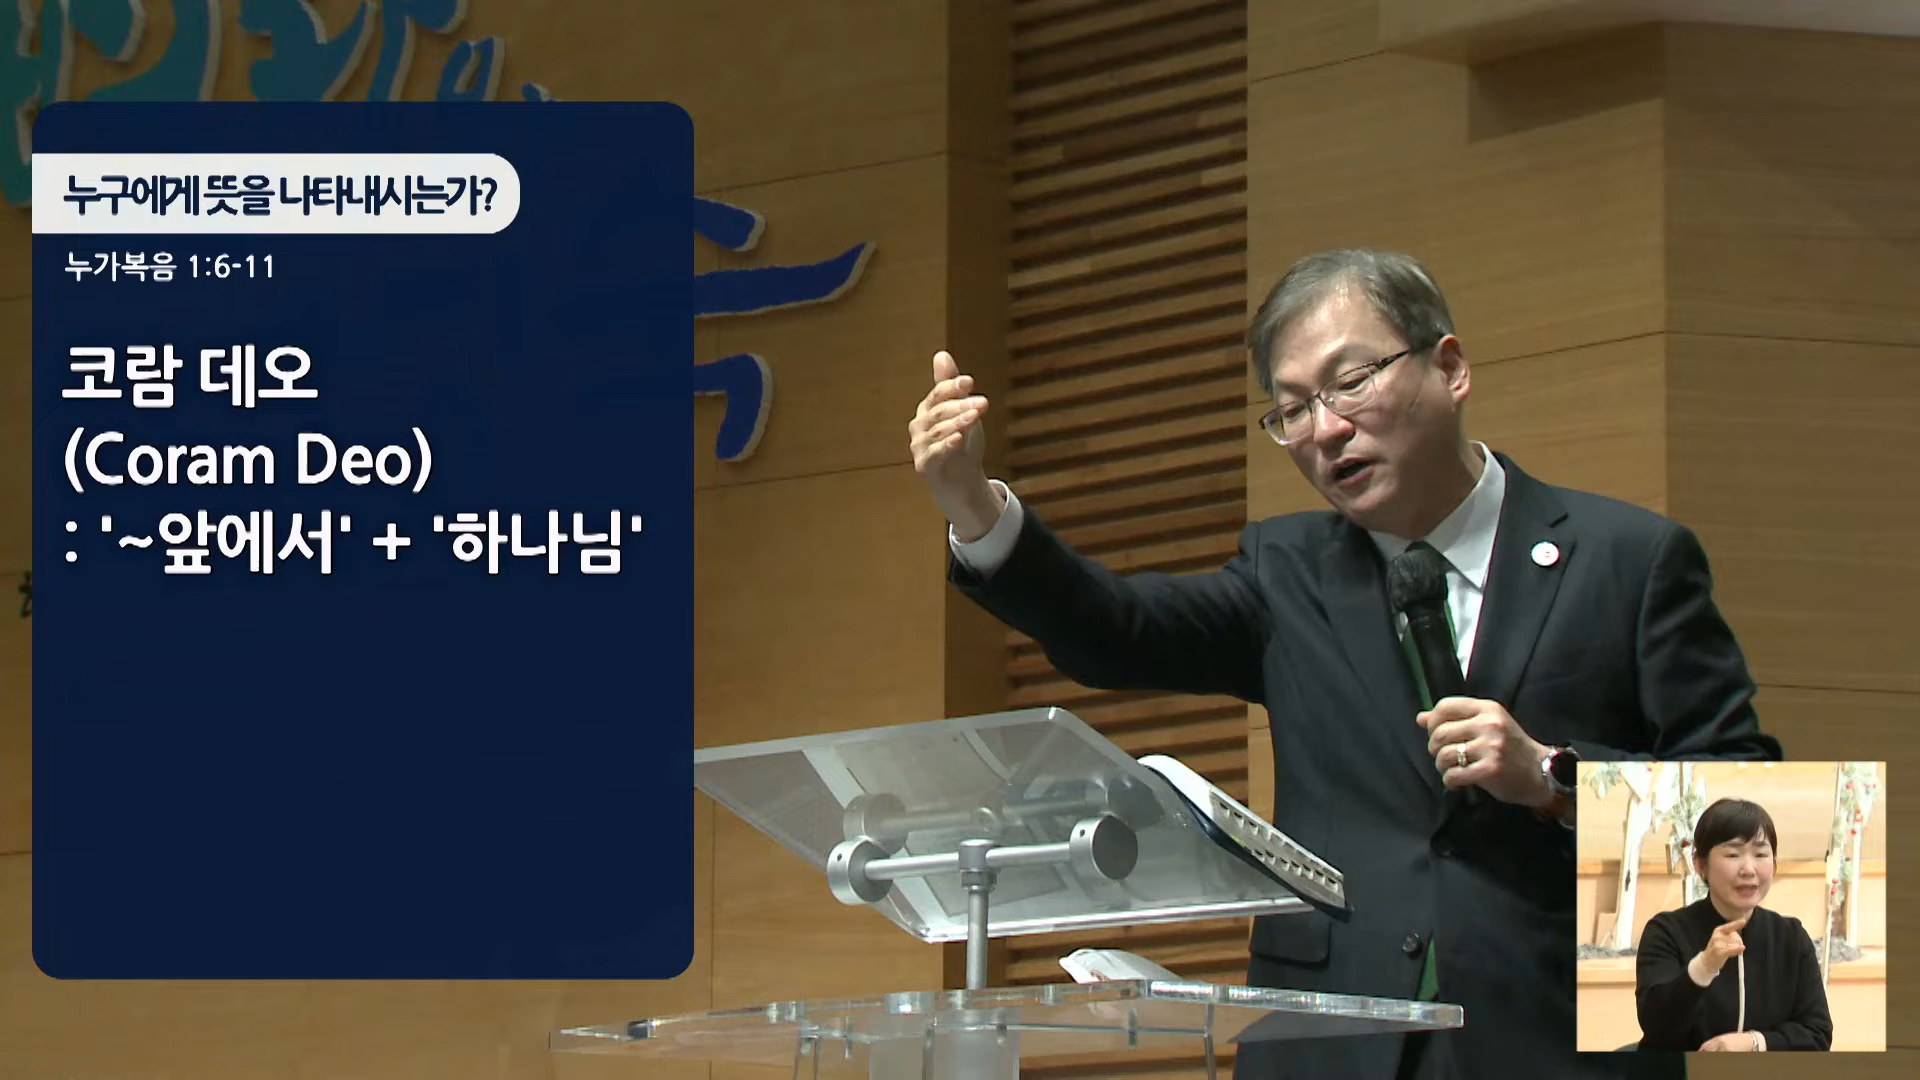 누구에게 뜻을 나타내시는가?
누가복음 1:6-11
코람 데오
(Coram Deo)
: '~앞에서' + '하나님'